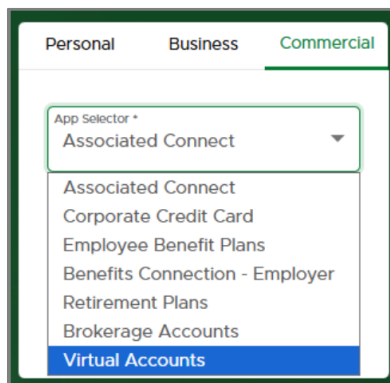 Personal Business Commercial
App Selector *
Associated Connect
Associated Connect
Corporate Credit Card
Employee Benefit Plans
Benefits Connection - Employer
Retirement Plans
Brokerage Accounts
Virtual Accounts